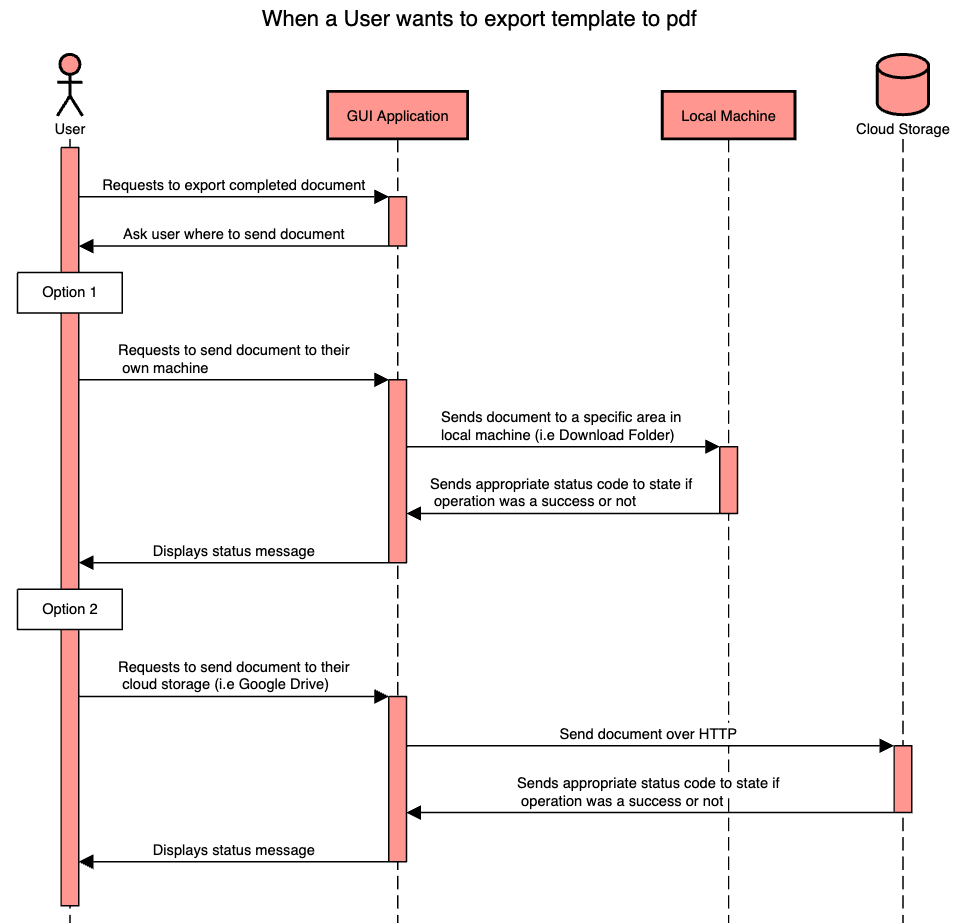 When a User wants to export template to pdf
User
GUI Application
Local Machine
Cloud Storage
Requests to export completed document
Ask user where to send document
Option 1
Requests to send document to their
own machine
Sends document to a specific area in
local machine (i.e Download Folder)
Sends appropriate status code to state if
operation was a success or not
Displays status message
Option 2
Requests to send document to their
cloud storage (i.e Google Drive)
Send document over HTTP
Sends appropriate status code to state if
operation was a success or not
Displays status message